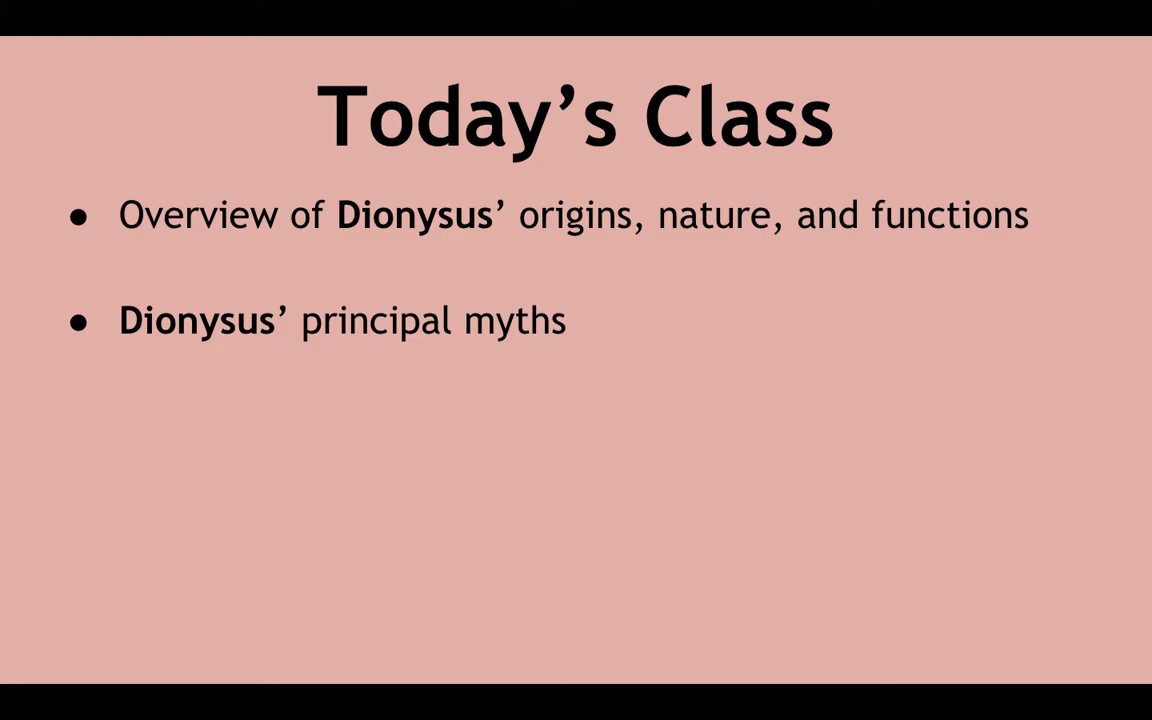 Today’s Class
● Overview of Dionysus’ origins, nature, and functions
● Dionysus’ principal myths